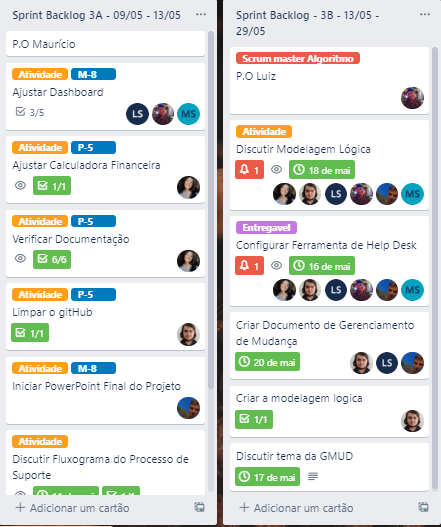 Sprint Backlog 3A - 09/05 - 13/05
P.O Maurício
Atividade M-8
Ajustar Dashboard
3/5
LS MS
Atividade P-5
Ajustar Calculadora Financeira
1/1
Atividade P-5
Verificar Documentação
6/6
Atividade P-5
Limpar o gitHub
1/1
Atividade M-8
Iniciar PowerPoint Final do Projeto
Atividade
Discutir Fluxograma do Processo de
Suporte
+ Adicionar um cartão
Sprint Backlog - 3B - 13/05 -
29/05
Scrum master Algoritmo
P.O Luiz
Atividade
Discutir Modelagem Lógica
1 18 de mai
LS MS
Entregavel
Configurar Ferramenta de Help Desk
1 16 de mai
LS MS
Criar Documento de Gerenciamento
de Mudança
20 de mai LS
Criar a modelagem logica
1/1
Discutir tema da GMUD
17 de mai
+ Adicionar um cartão